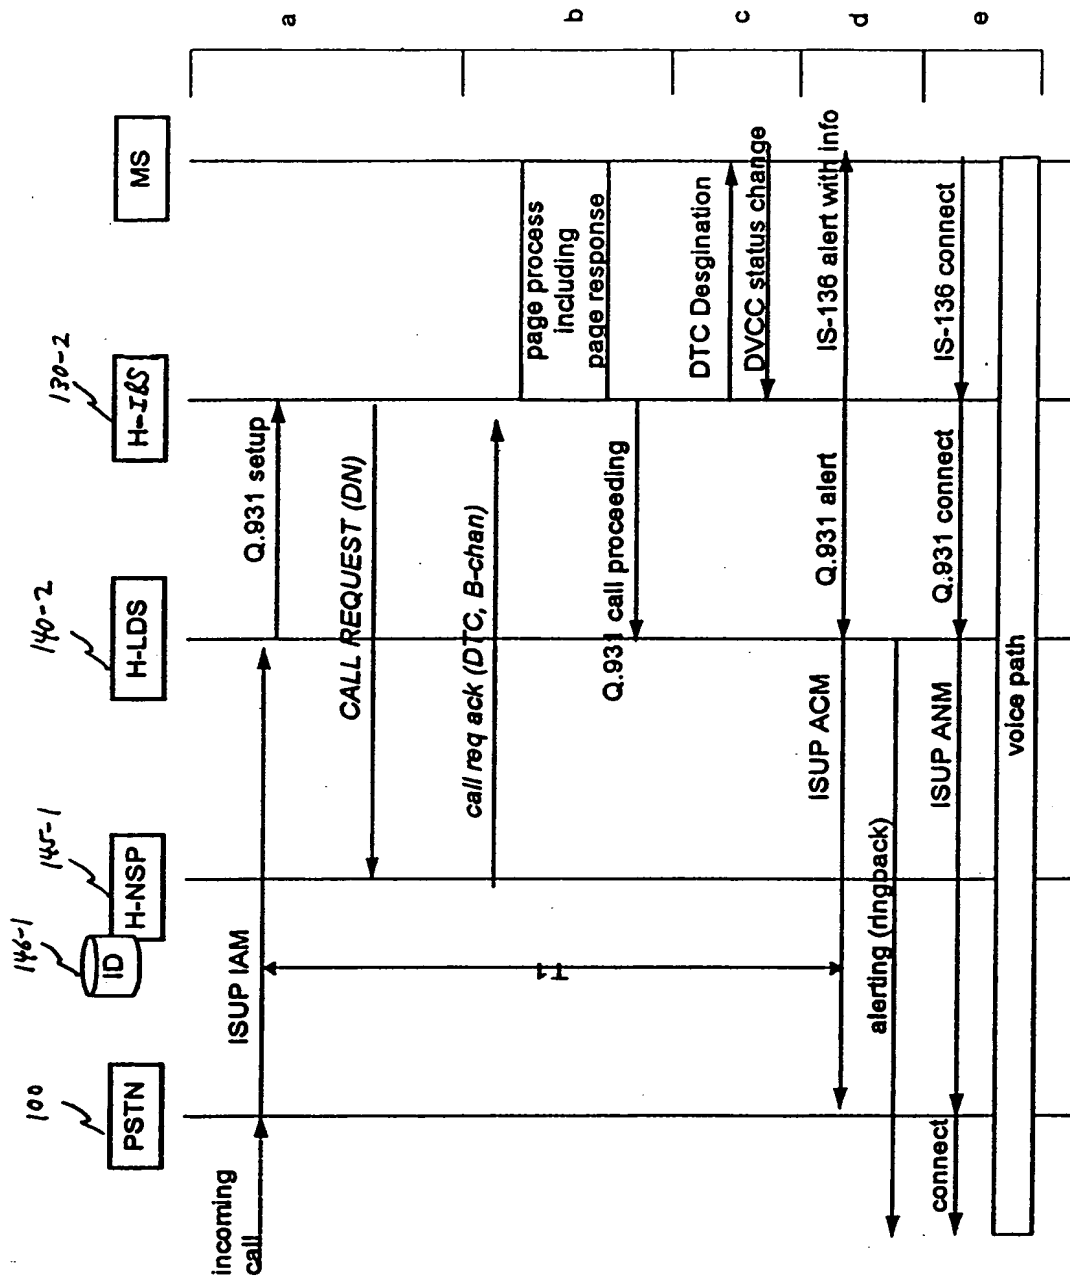 100
146-1
145-1
140-2
130-2
PSTN
ID
H-NSP
H-LDS
H-IBS
MS
incoming
call
ISUP IAM
Q.931 setup
a
CALL REQUEST (DN)
call req ack (DTC, B-chan)
T1
page process
including
page response
b
Q.931 call proceeding
DTC Desgination
DVCC status change
c
ISUP ACM
Q.931 alert
IS-136 alert with info
d
alerting (ringback)
connect
ISUP ANM
Q.931 connect
IS-136 connect
e
voice path